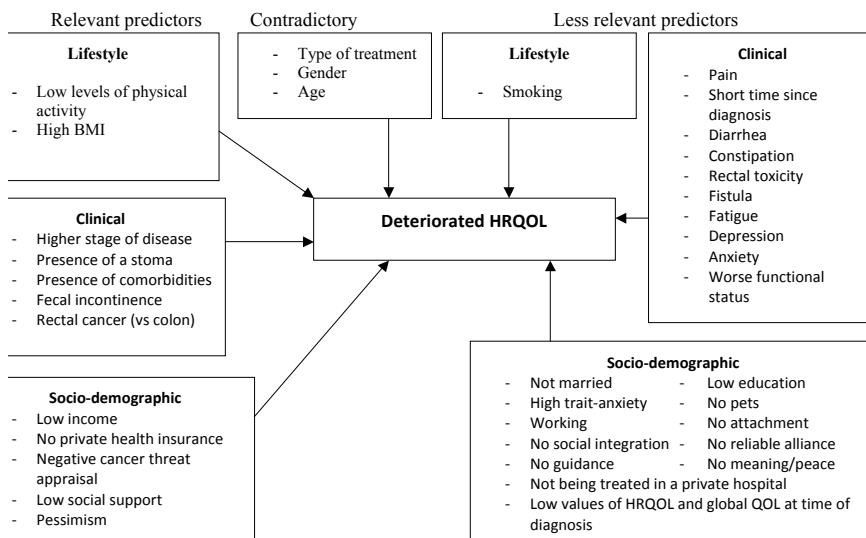 Relevant predictors
Contradictory
Less relevant predictors
Lifestyle
- Low levels of physical
activity
- High BMI
- Type of treatment
- Gender
- Age
Lifestyle
- Smoking
Clinical
- Pain
- Short time since
diagnosis
- Diarrhea
- Constipation
- Rectal toxicity
- Fistula
- Fatigue
- Depression
- Anxiety
- Worse functional
status
Deteriorated HRQOL
Clinical
- Higher stage of disease
- Presence of a stoma
- Presence of comorbidities
- Fecal incontinence
- Rectal cancer (vs colon)
Socio-demographic
- Low income
- No private health insurance
- Negative cancer threat
appraisal
- Low social support
- Pessimism
Socio-demographic
- Not married
- High trait-anxiety
- Working
- No social integration
- No guidance
- Low education
- No pets
- No attachment
- No reliable alliance
- No meaning/peace
- Not being treated in a private hospital
- Low values of HRQOL and global QOL at time of
diagnosis